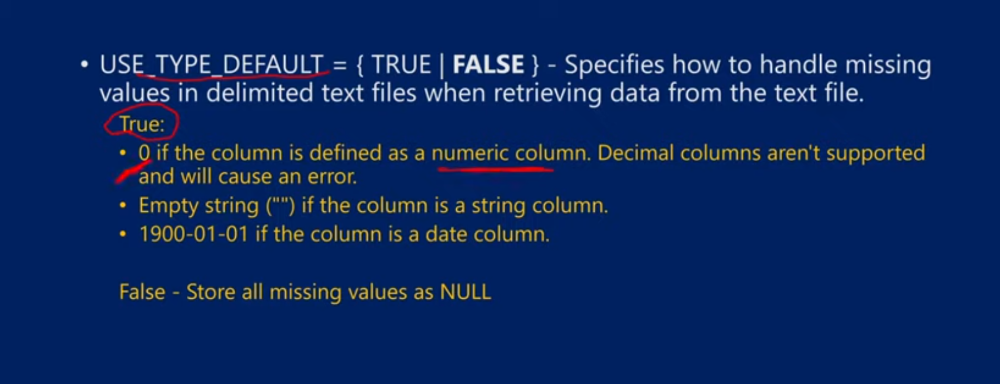 • USE_TYPE_DEFAULT = { TRUE | FALSE } - Specifies how to handle missing
values in delimited text files when retrieving data from the text file.
True:
• 0 if the column is defined as a numeric column. Decimal columns aren't supported
and will cause an error.
• Empty string ("") if the column is a string column.
• 1900-01-01 if the column is a date column.
False - Store all missing values as NULL